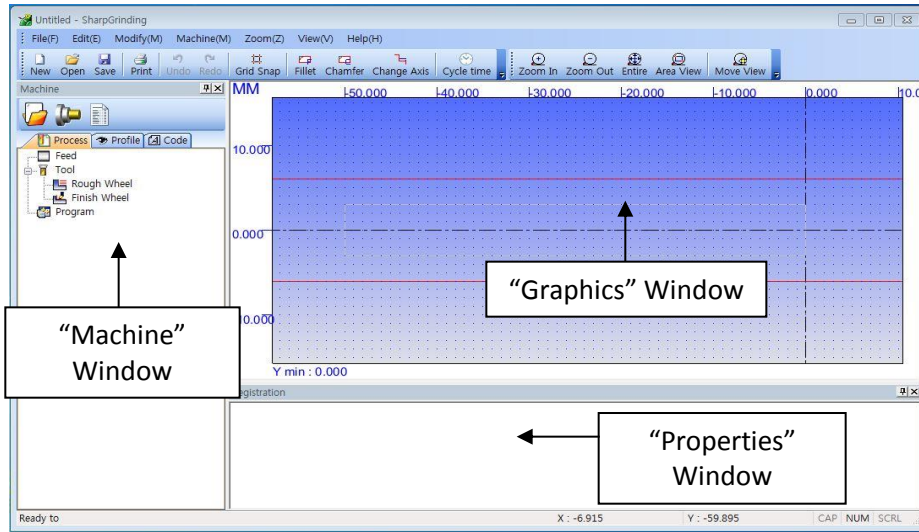 Untitled - SharpGrinding
File(F) Edit(E) Modify(M) Machine(M) Zoom(Z) View(V) Help(H)
New Open Save Print Undo Redo Grid Snap Fillet Chamfer Change Axis Cycle time Zoom In Zoom Out Entire Area View Move View
Machine
Process Profile Code
Feed
Tool
Rough Wheel
Finish Wheel
Program
MM -50.000 -40.000 -30.000 -20.000 -10.000 0.000 10.0
10.000
0.000
0.000
Y min : 0.000
"Graphics" Window
"Machine"
Window
egistration
"Properties"
Window
Ready to X : -6.915 Y : -59.895 CAP NUM SCRL